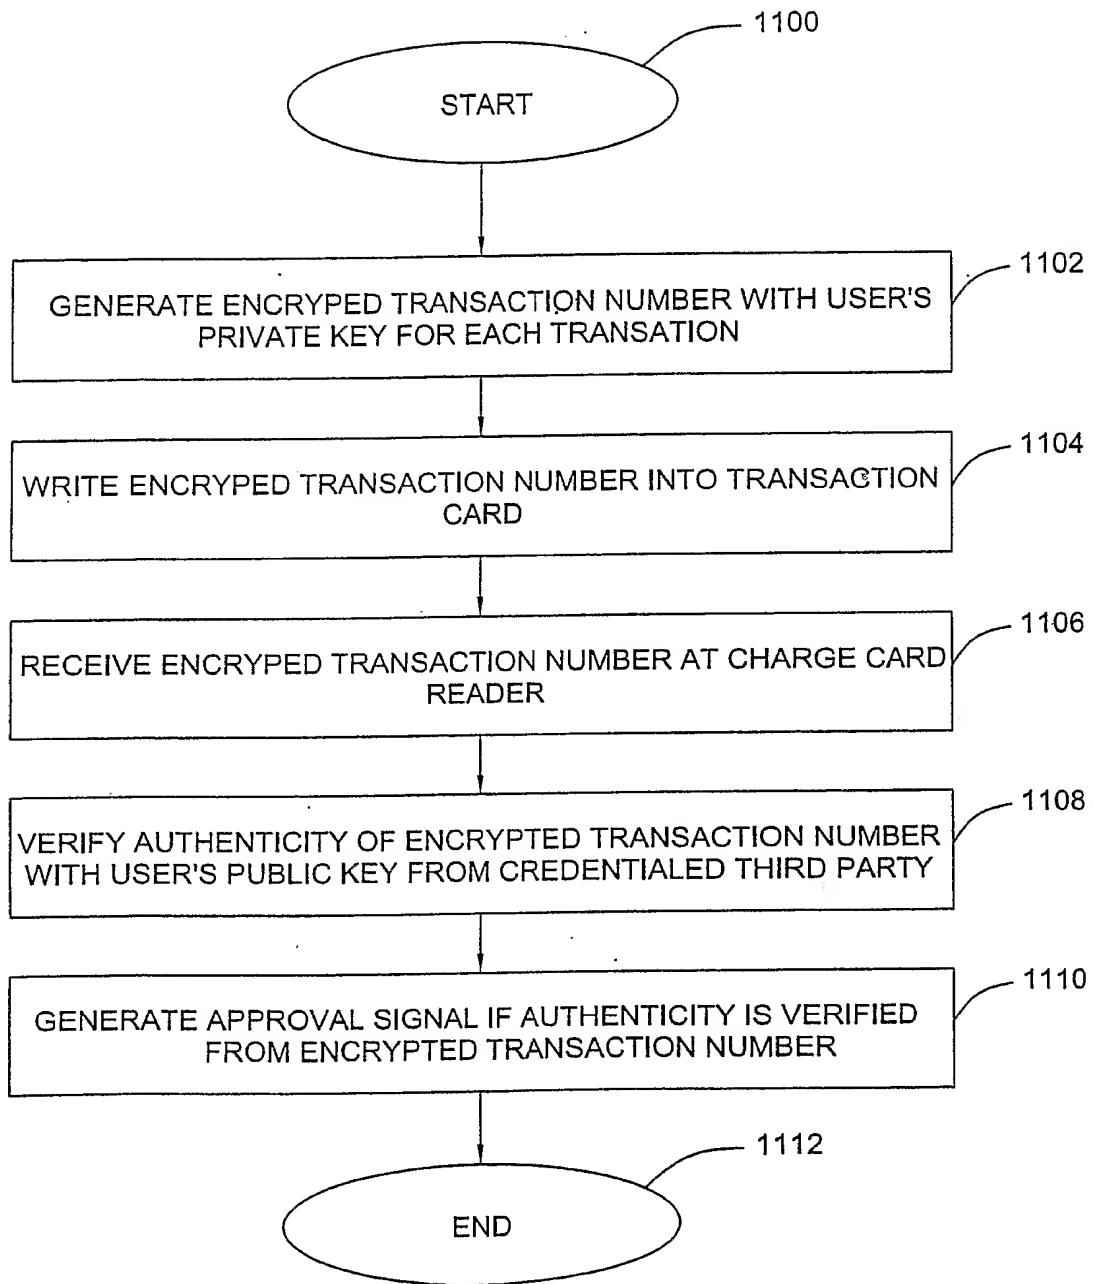 1100
START
1102
GENERATE ENCRYPED TRANSACTION NUMBER WITH USER'S
PRIVATE KEY FOR EACH TRANSATION
1104
WRITE ENCRYPED TRANSACTION NUMBER INTO TRANSACTION
CARD
1106
RECEIVE ENCRYPED TRANSACTION NUMBER AT CHARGE CARD
READER
1108
VERIFY AUTHENTICITY OF ENCRYPTED TRANSACTION NUMBER
WITH USER'S PUBLIC KEY FROM CREDENTIALED THIRD PARTY
1110
GENERATE APPROVAL SIGNAL IF AUTHENTICITY IS VERIFIED
FROM ENCRYPTED TRANSACTION NUMBER
1112
END